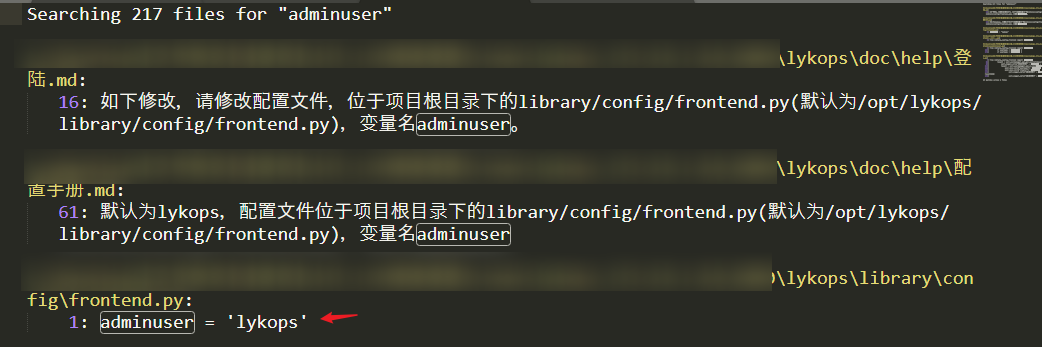 Searching 217 files for "adminuser"
\lykops\doc\help\登
陆.md:
16: 如下修改，请修改配置文件，位于项目根目录下的library/config/frontend.py(默认为/opt/lykops/
library/config/frontend.py)，变量名adminuser。
\lykops\doc\help\配
置手册.md:
61: 默认为lykops，配置文件位于项目根目录下的library/config/frontend.py(默认为/opt/lykops/
library/config/frontend.py)，变量名adminuser
\lykops\library\con
fig\frontend.py:
1: adminuser = 'lykops'